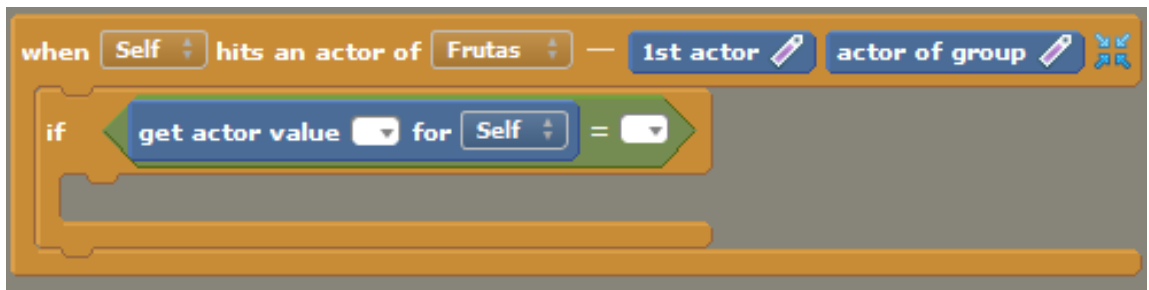 when Self hits an actor of Frutas — 1st actor actor of group
if get actor value for Self =